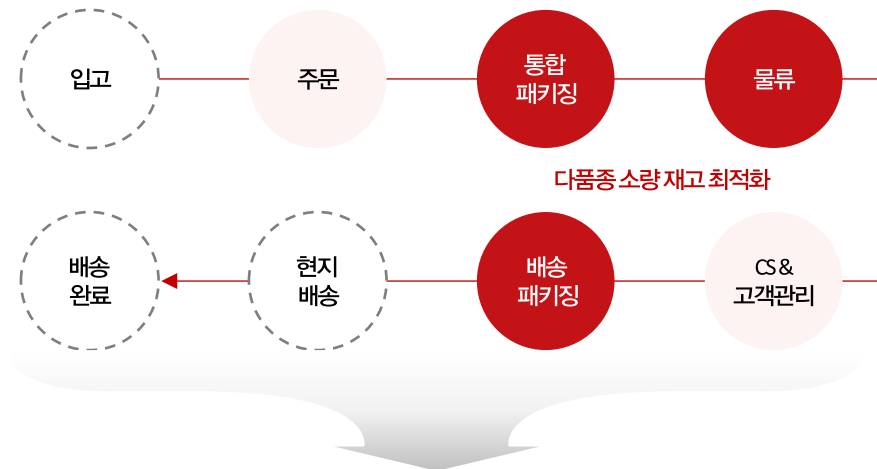 입고
주문
통합
패키징
물류
다품종 소량 재고 최적화
배송
완료
현지
배송
배송
패키징
CS &
고객관리